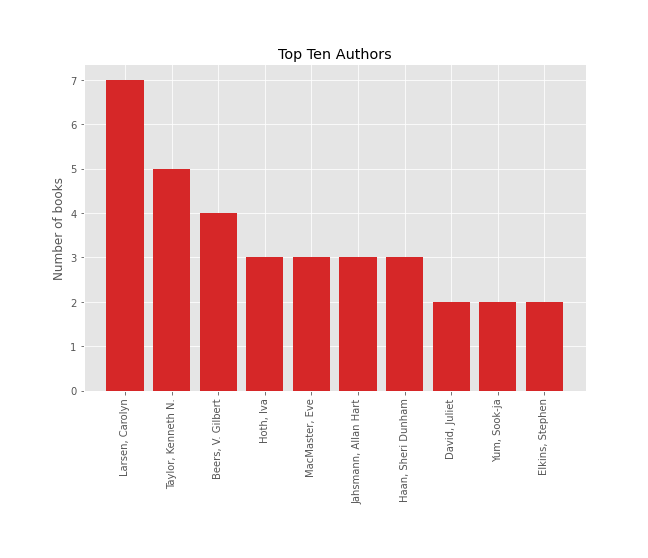 Top Ten Authors
Number of books
7
6
5
4
3
2
1
0
Larsen, Carolyn
Taylor, Kenneth N.
Beers, V. Gilbert
Hoth, Iva
MacMaster, Eve
Jahsmann, Allan Hart
Haan, Sheri Dunham
David, Juliet
Yum, Sook-ja
Elkins, Stephen